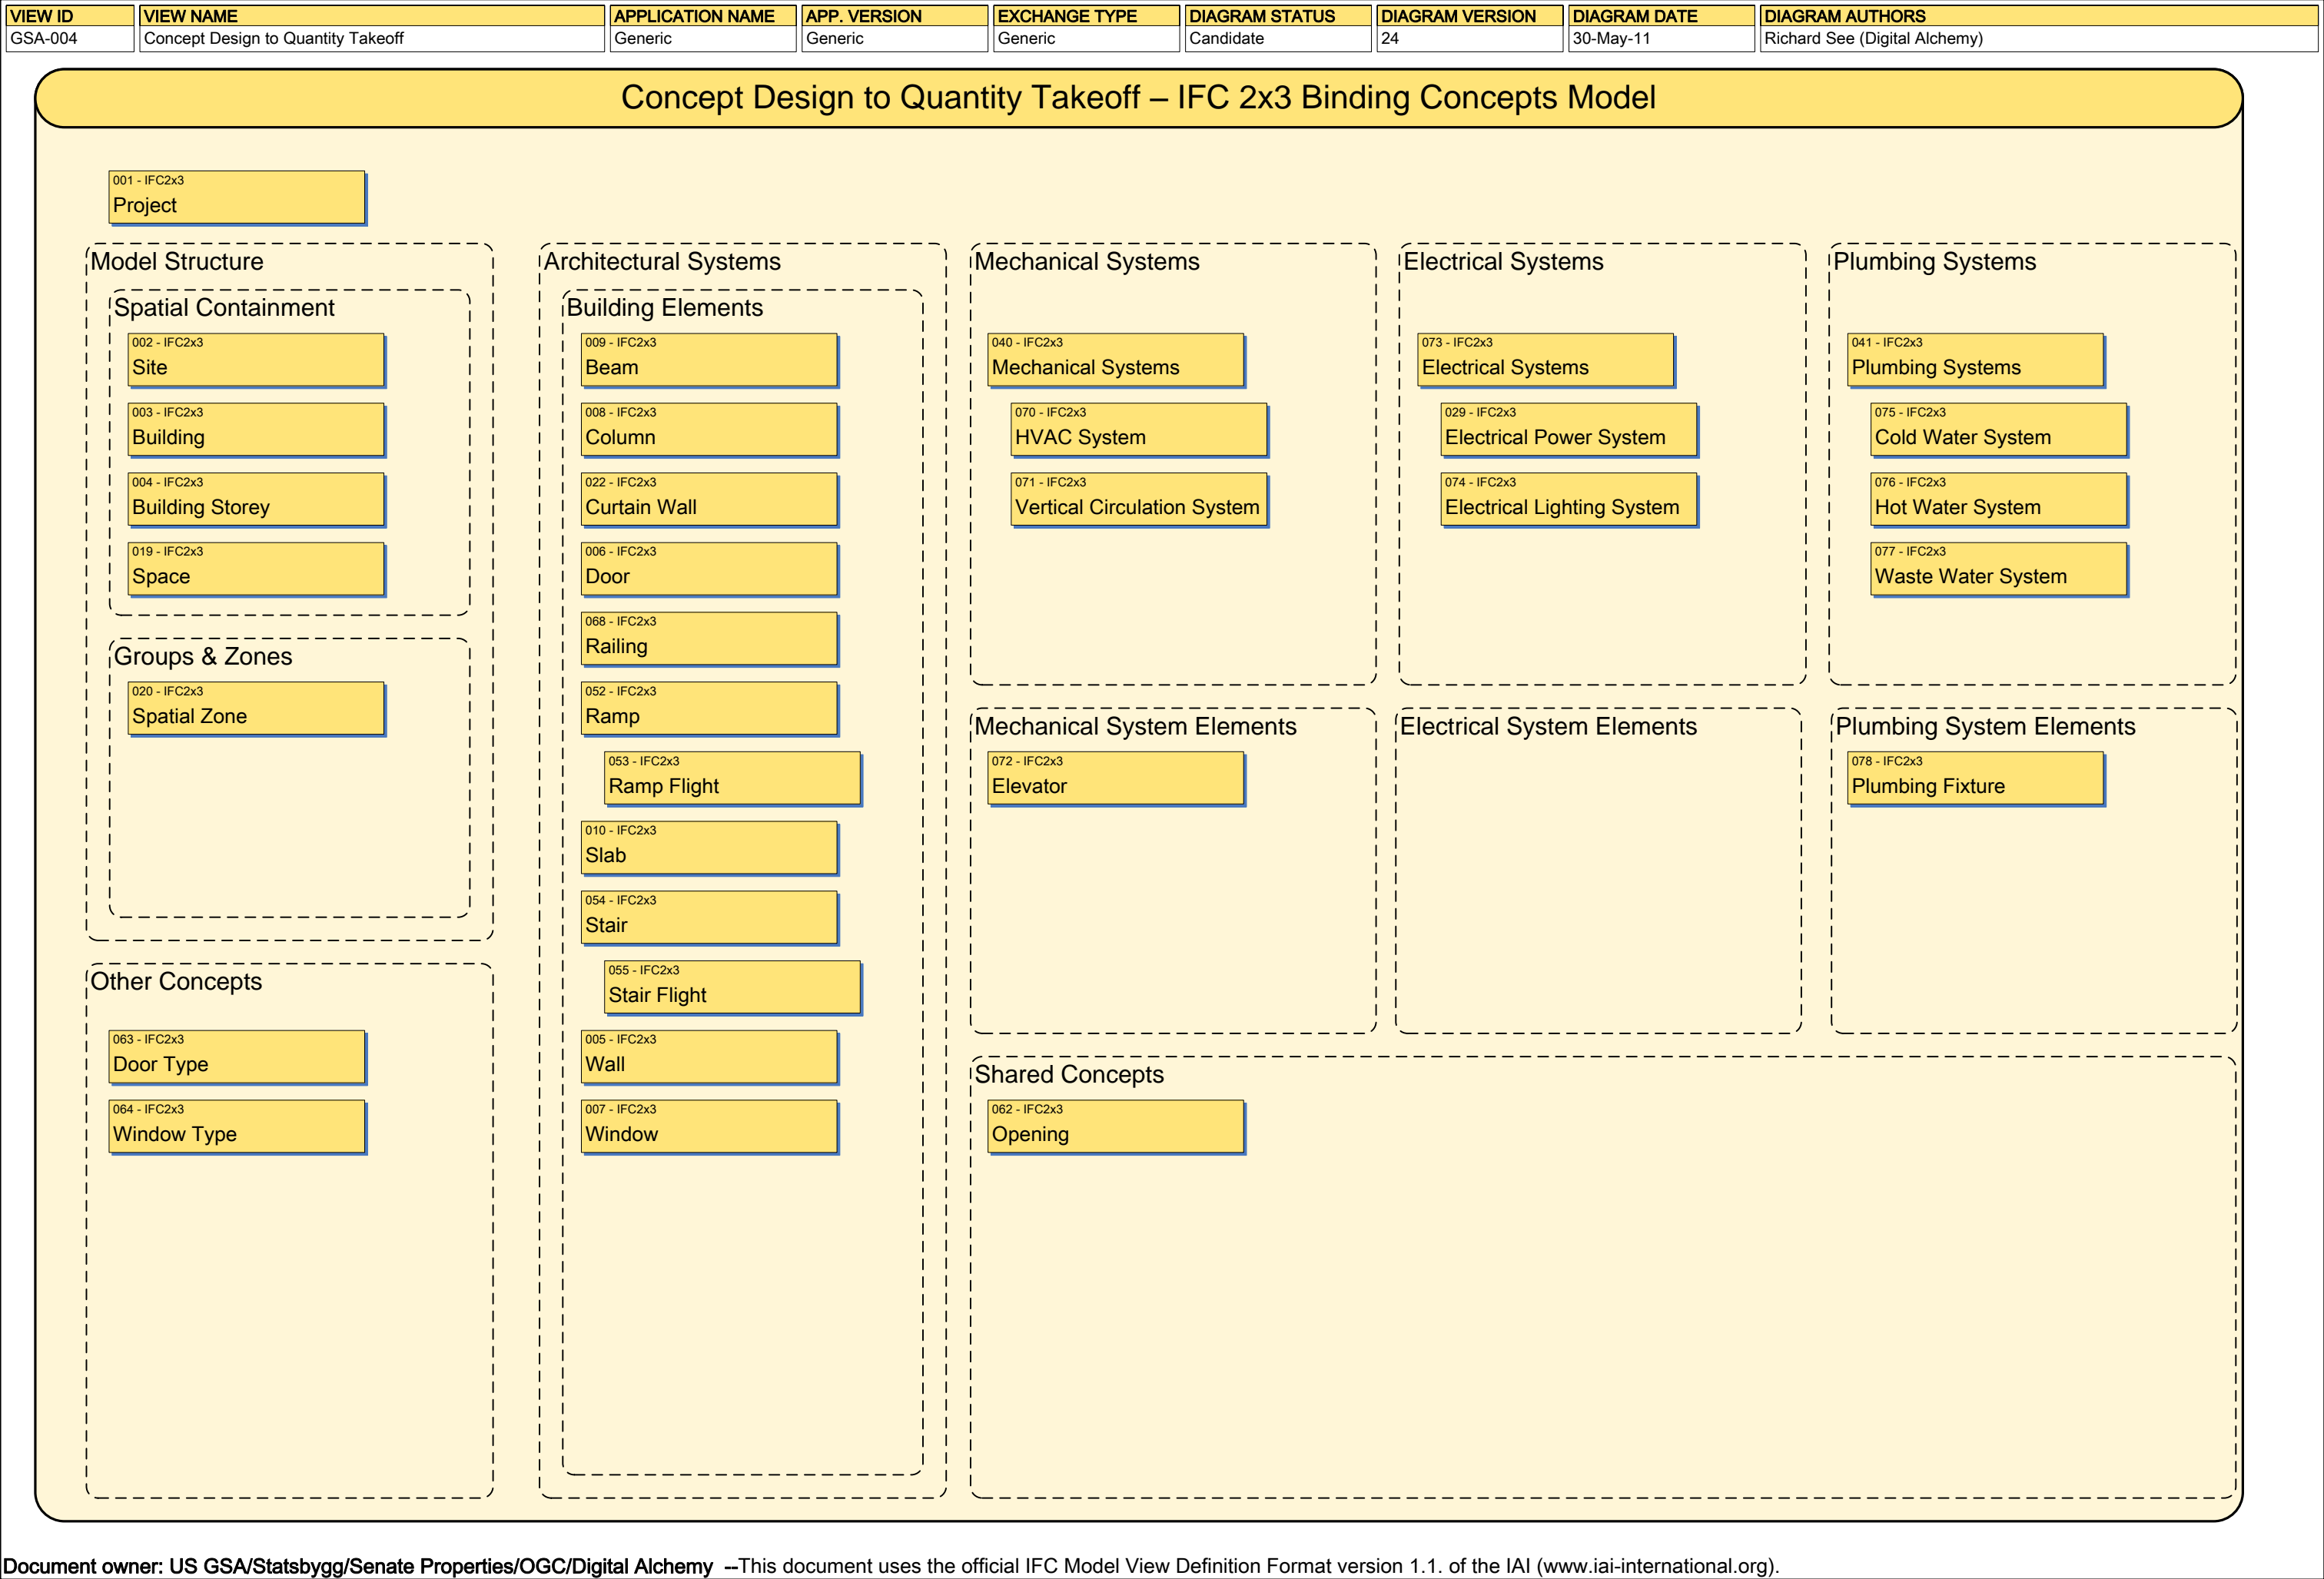 VIEW ID
GSA-004
VIEW NAME
Concept Design to Quantity Takeoff
APPLICATION NAME
Generic
APP. VERSION
Generic
EXCHANGE TYPE
Generic
DIAGRAM STATUS
Candidate
DIAGRAM VERSION
24
DIAGRAM DATE
30-May-11
DIAGRAM AUTHORS
Richard See (Digital Alchemy)
Concept Design to Quantity Takeoff – IFC 2x3 Binding Concepts Model
001 - IFC2x3
Project
Model Structure
Spatial Containment
002 - IFC2x3
Site
003 - IFC2x3
Building
004 - IFC2x3
Building Storey
019 - IFC2x3
Space
Groups & Zones
020 - IFC2x3
Spatial Zone
Other Concepts
063 - IFC2x3
Door Type
064 - IFC2x3
Window Type
Architectural Systems
Building Elements
009 - IFC2x3
Beam
008 - IFC2x3
Column
022 - IFC2x3
Curtain Wall
006 - IFC2x3
Door
068 - IFC2x3
Railing
052 - IFC2x3
Ramp
053 - IFC2x3
Ramp Flight
010 - IFC2x3
Slab
054 - IFC2x3
Stair
055 - IFC2x3
Stair Flight
005 - IFC2x3
Wall
007 - IFC2x3
Window
Mechanical Systems
040 - IFC2x3
Mechanical Systems
070 - IFC2x3
HVAC System
071 - IFC2x3
Vertical Circulation System
Electrical Systems
073 - IFC2x3
Electrical Systems
029 - IFC2x3
Electrical Power System
074 - IFC2x3
Electrical Lighting System
Plumbing Systems
041 - IFC2x3
Plumbing Systems
075 - IFC2x3
Cold Water System
076 - IFC2x3
Hot Water System
077 - IFC2x3
Waste Water System
Mechanical System Elements
072 - IFC2x3
Elevator
Electrical System Elements
Plumbing System Elements
078 - IFC2x3
Plumbing Fixture
Shared Concepts
062 - IFC2x3
Opening
Document owner: US GSA/Statsbygg/Senate Properties/OGC/Digital Alchemy --This document uses the official IFC Model View Definition Format version 1.1. of the IAI (www.iai-international.org).